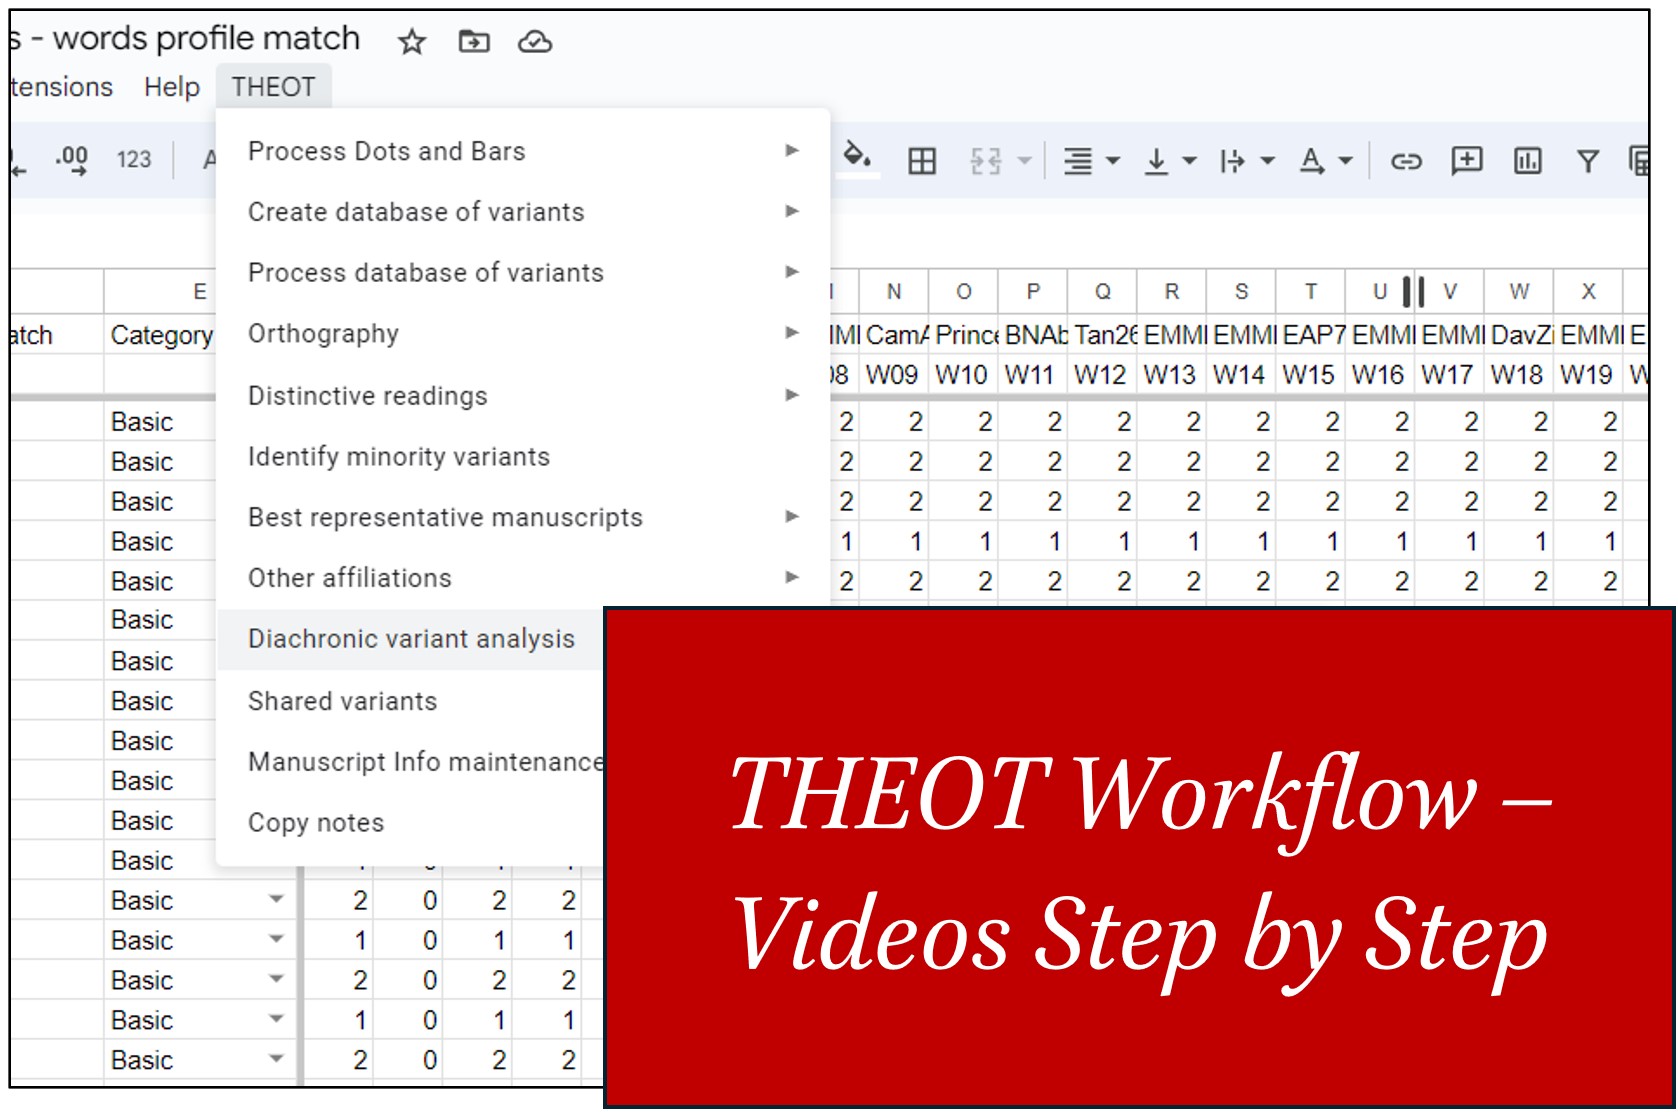 s - words profile match
tensions Help THEOT
.00 123 A
Process Dots and Bars
Create database of variants
Process database of variants
Orthography
Distinctive readings
Identify minority variants
Best representative manuscripts
Other affiliations
Diachronic variant analysis
Shared variants
Manuscript Info maintenance
Copy notes
E N O P Q R S T U V W X
atch Category CamA Prince BNAb Tan26 EMMI EMMI EAP7 EMMI EMMI DavZi EMMI E
08 W09 W10 W11 W12 W13 W14 W15 W16 W17 W18 W19 W
Basic 2 2 2 2 2 2 2 2 2 2 2 2
Basic 2 2 2 2 2 2 2 2 2 2 2 2
Basic 2 2 2 2 2 2 2 2 2 2 2 2
Basic 1 1 1 1 1 1 1 1 1 1 1 1
Basic 2 2 2 2 2 2 2 2 2 2 2 2
Basic
Basic
Basic
Basic
Basic
Basic
Basic
Basic 2 0 2 2
Basic 1 0 1 1
Basic 2 0 2 2
Basic 1 0 1 1
Basic 2 0 2 2
THEOT Workflow –
Videos Step by Step